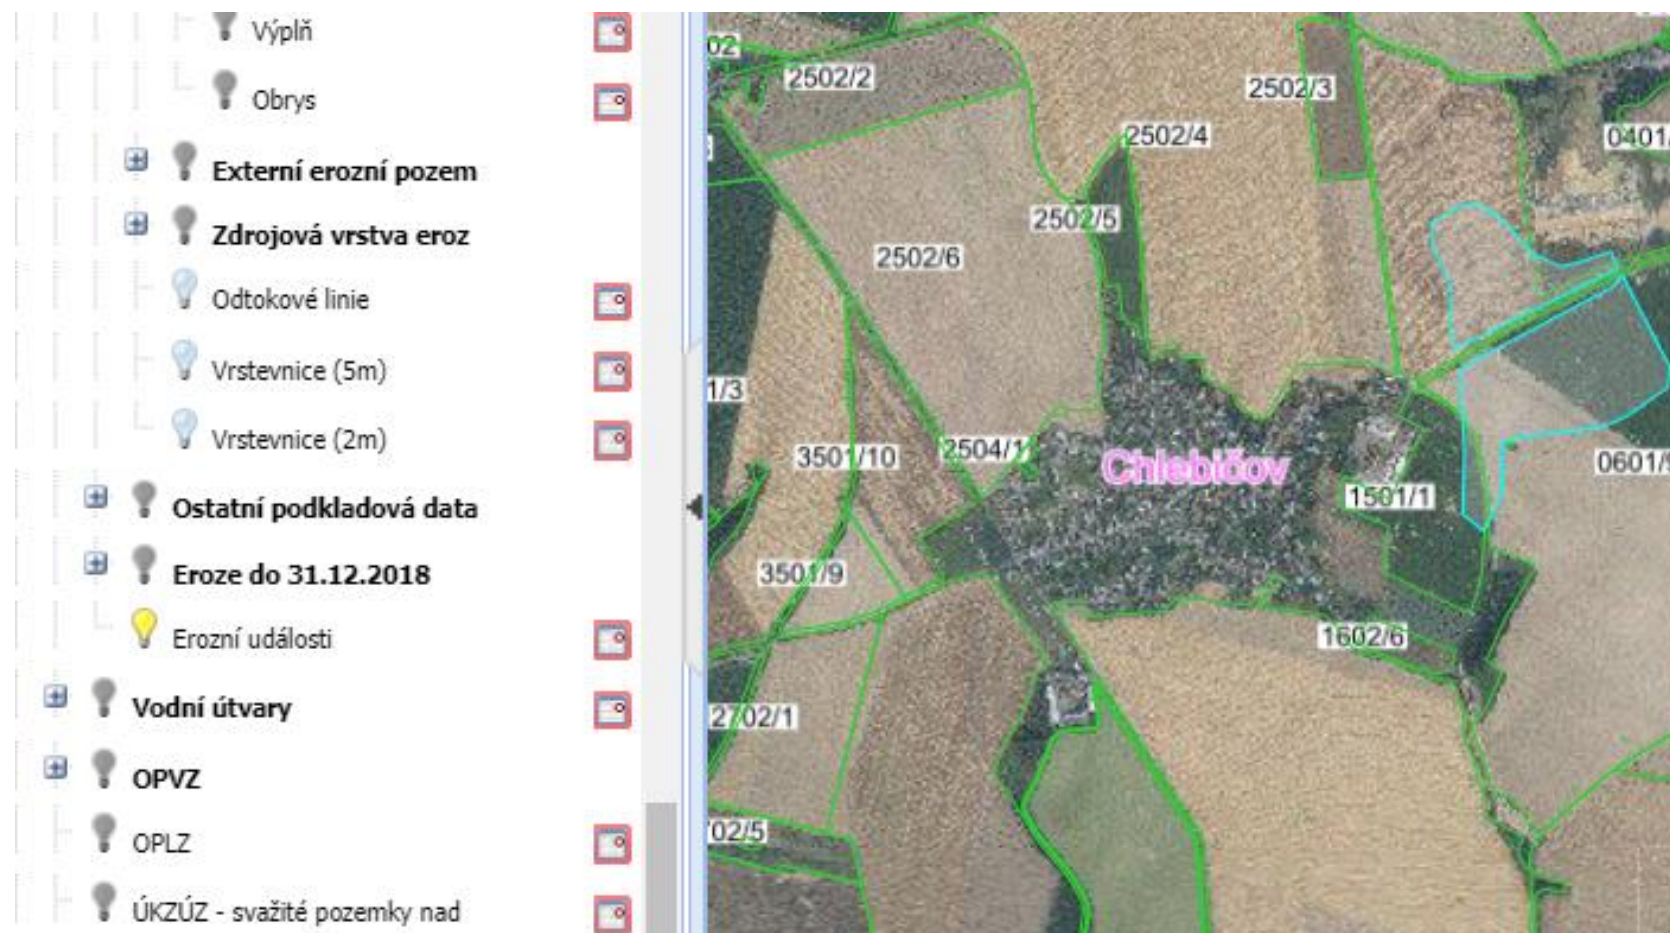 Výplň
Obrys
Externí erozní pozem
Zdrojová vrstva eroz
Odtokové linie
Vrstevnice (5m)
Vrstevnice (2m)
Ostatní podkladová data
Eroze do 31.12.2018
Erozní události
Vodní útvary
OPVZ
OPLZ
ÚKZÚZ - svažité pozemky nad
02
2502/2
2502/3
2502/4
0401/
2502/5
2502/6
1/3
3501/10
2504/1
Chlebičov
0601/9
1501/1
3501/9
1602/6
2702/1
02/5